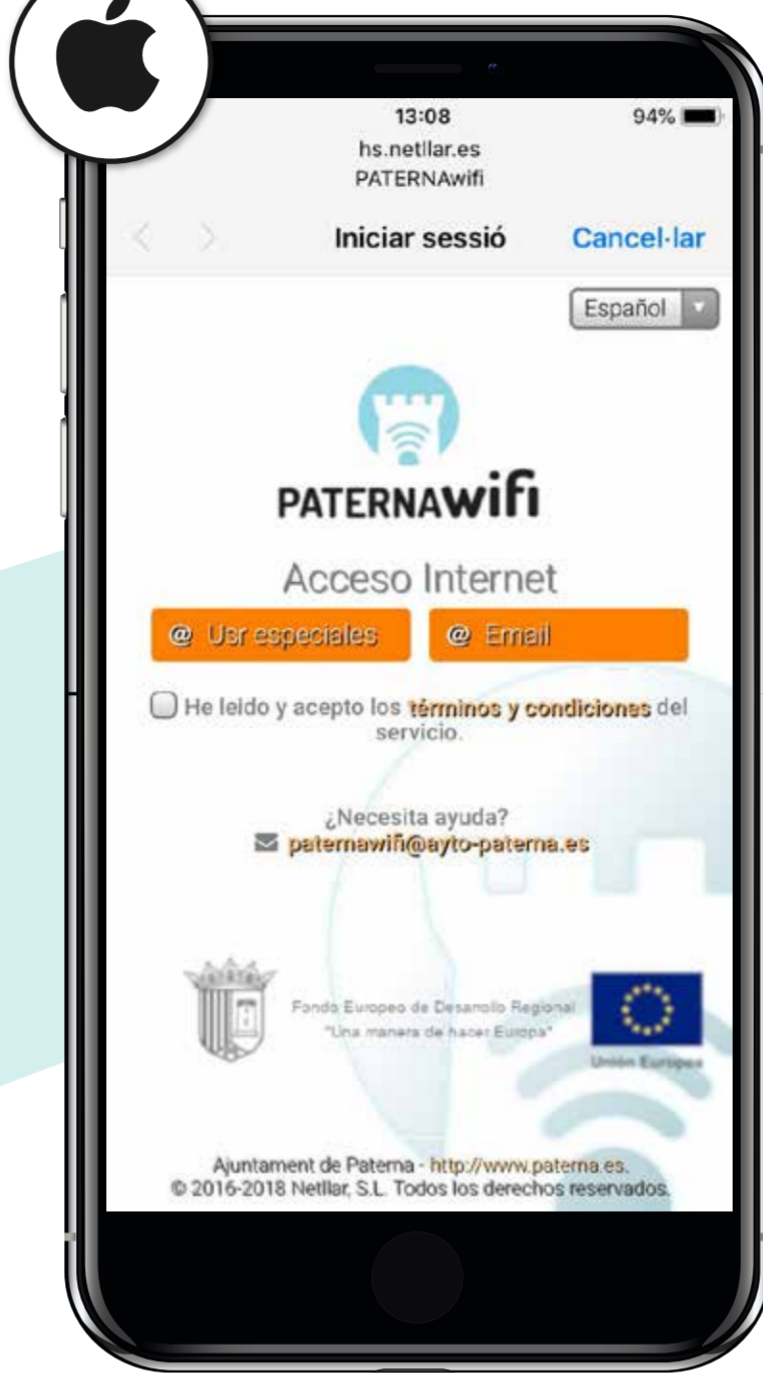 13:08
94%
hs.netllar.es
PATERNAwifi
Iniciar sessió
Cancel·lar
Español
PATERNAwifi
Acceso Internet
@ Usr especiales
@ Email
He leido y acepto los términos y condiciones del
servicio.
¿Necesita ayuda?
paternawifi@ayto-paterna.es
Fondo Europeo de Desarrollo Regional
"Una manera de hacer Europa"
Unión Europea
Ajuntament de Paterna - http://www.paterna.es.
© 2016-2018 Netllar, S.L. Todos los derechos reservados.